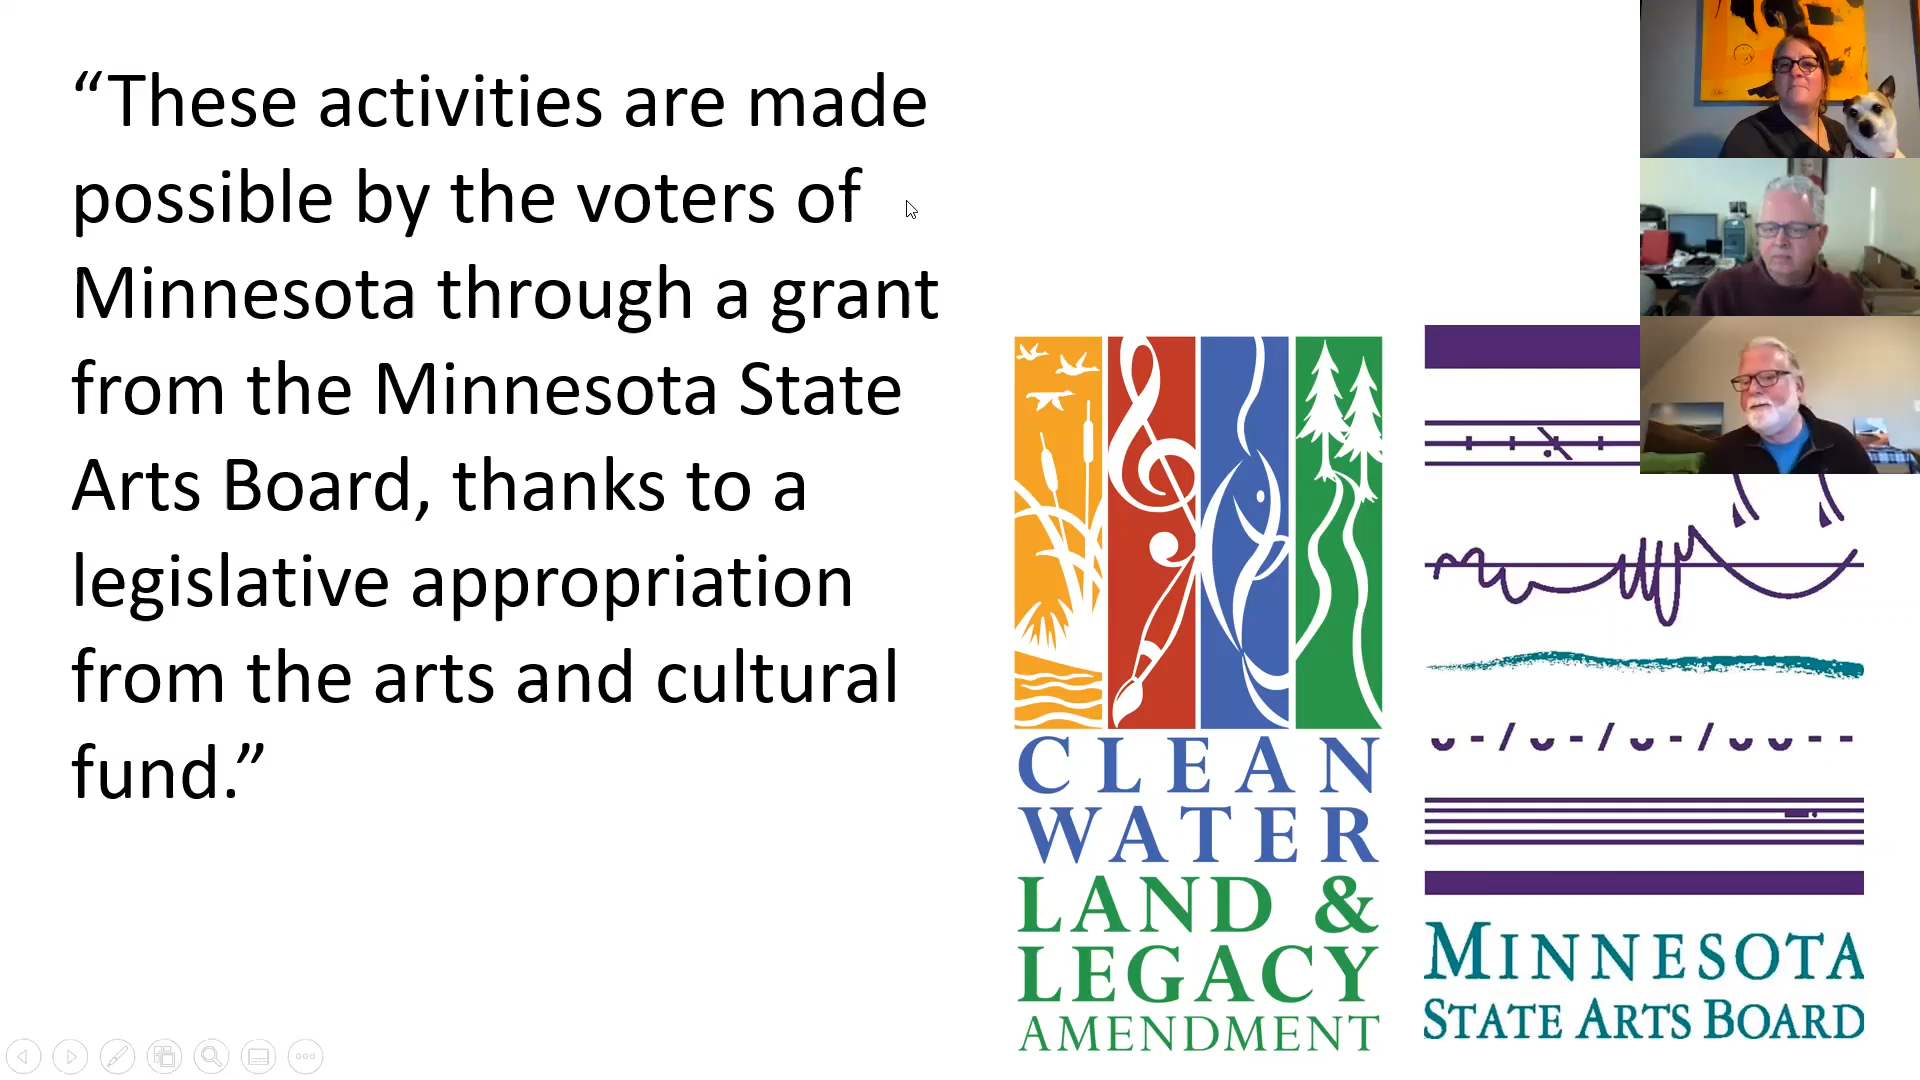 “These activities are made
possible by the voters of
Minnesota through a grant
from the Minnesota State
Arts Board, thanks to a
legislative appropriation
from the arts and cultural
fund.”
CLEAN
WATER
LAND &
LEGACY
AMENDMENT
MINNESOTA
STATE ARTS BOARD